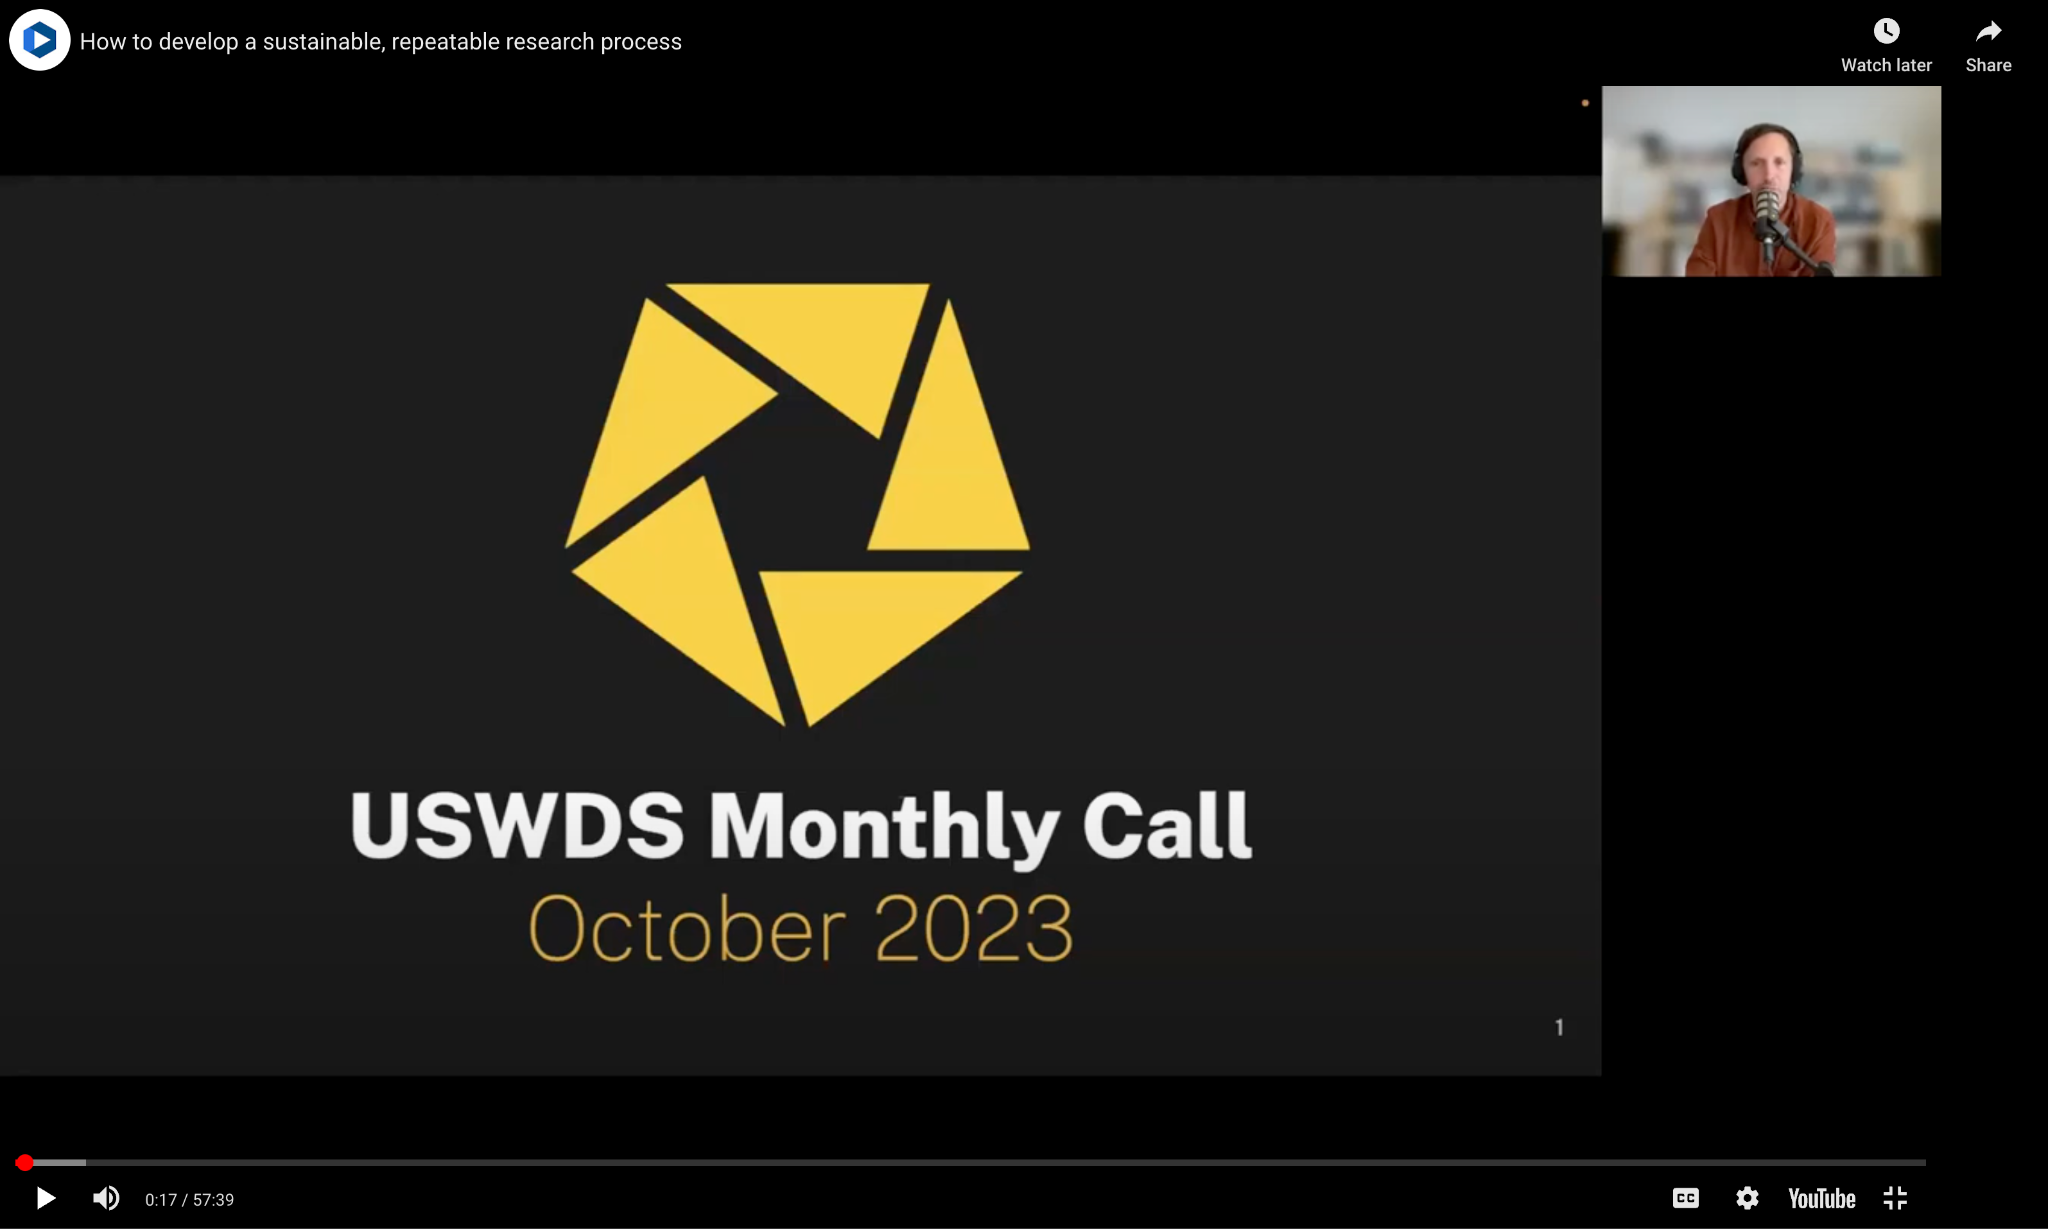 How to develop a sustainable, repeatable research process
Watch later
Share
USWDS Monthly Call
October 2023
1
0:17 / 57:39
CC
YouTube